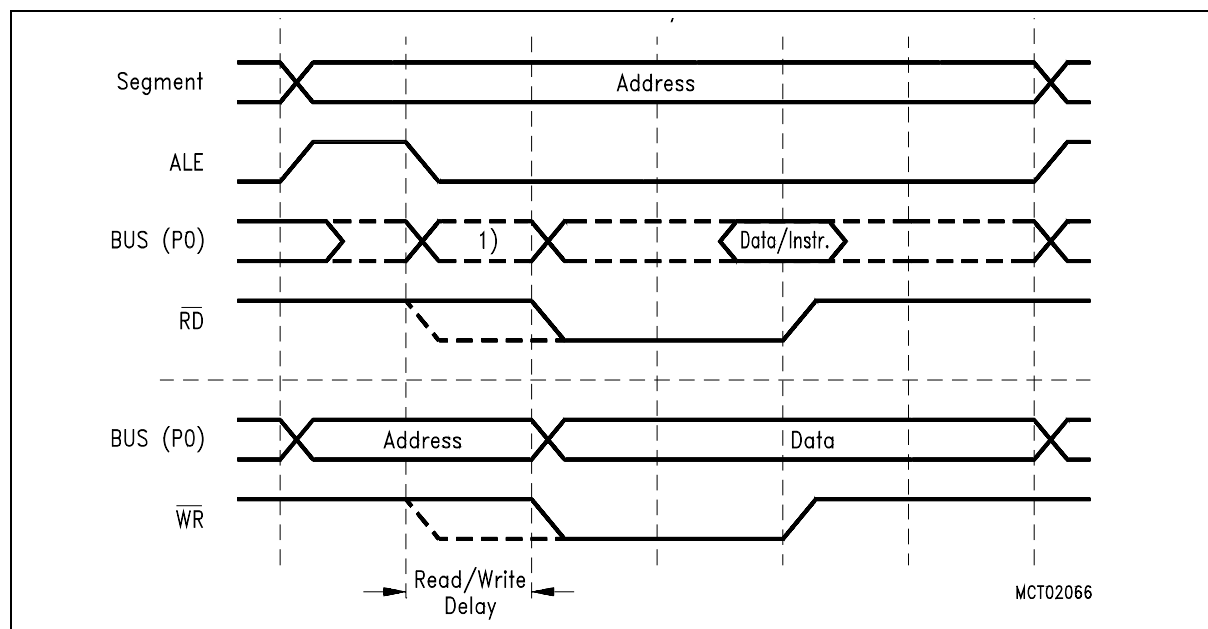 Segment
Address
ALE
BUS (P0)
1)
Data/Instr.
RD
BUS (P0)
Address
Data
WR
Read/Write
Delay
MCT02066